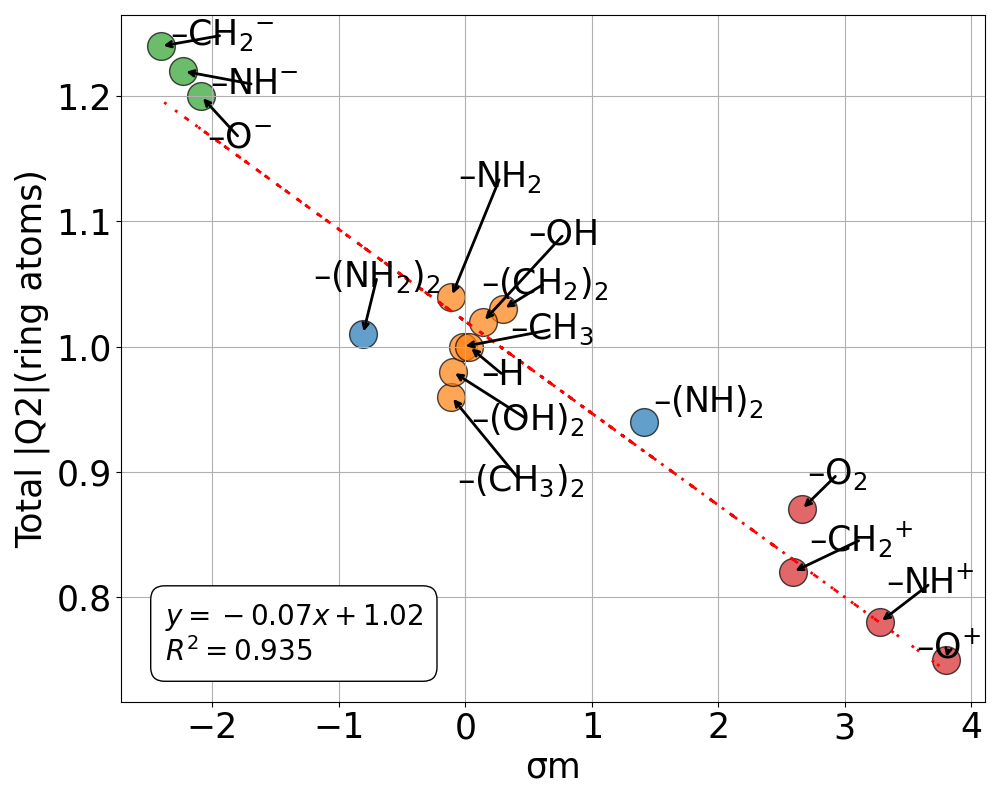 –CH₂⁻
–NH⁻
–O⁻
–NH₂
–OH
–(NH₂)₂
–(CH₂)₂
–CH₃
–H
–(OH)₂
–(CH₃)₂
–(NH)₂
–O₂
–CH₂⁺
–NH⁺
–O⁺
y = −0.07x + 1.02
R² = 0.935
1.2
1.1
1.0
0.9
0.8
Total |Q2|(ring atoms)
−2
−1
0
1
2
3
4
σm